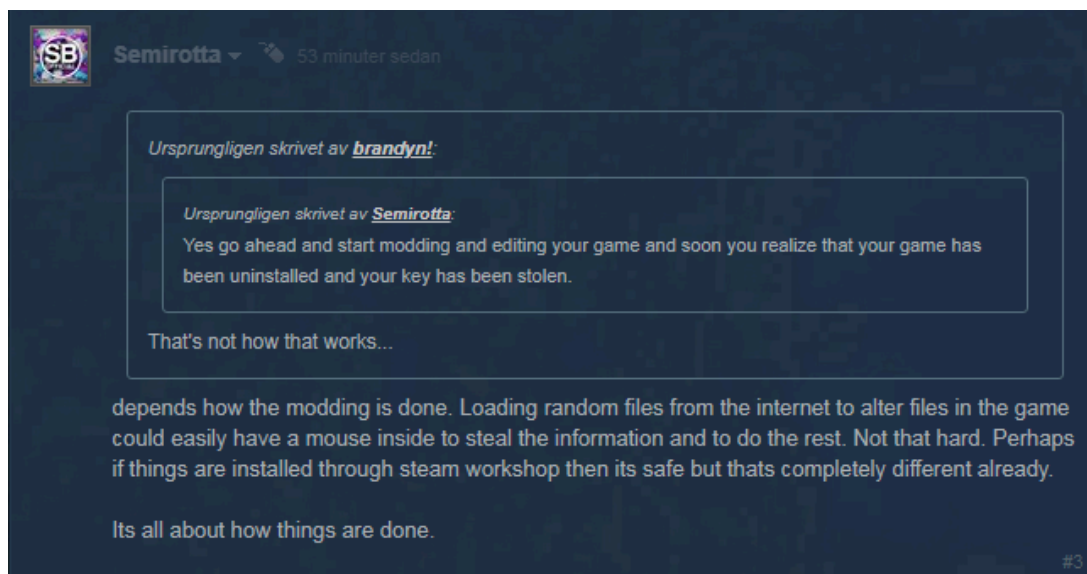 SB
OFFICIAL
Semirotta
53 minuter sedan
Ursprungligen skrivet av brandyn!:
Ursprungligen skrivet av Semirotta:
Yes go ahead and start modding and editing your game and soon you realize that your game has
been uninstalled and your key has been stolen.
That's not how that works...
depends how the modding is done. Loading random files from the internet to alter files in the game
could easily have a mouse inside to steal the information and to do the rest. Not that hard. Perhaps
if things are installed through steam workshop then its safe but thats completely different already.
Its all about how things are done.
#3